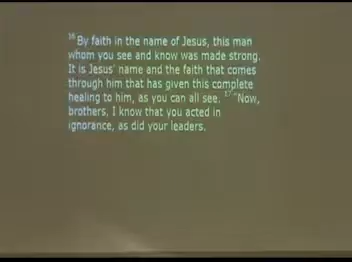 16 By faith in the name of Jesus, this man
whom you see and know was made strong.
It is Jesus' name and the faith that comes
through him that has given this complete
healing to him, as you can all see. 17 "Now,
brothers, I know that you acted in
ignorance, as did your leaders.